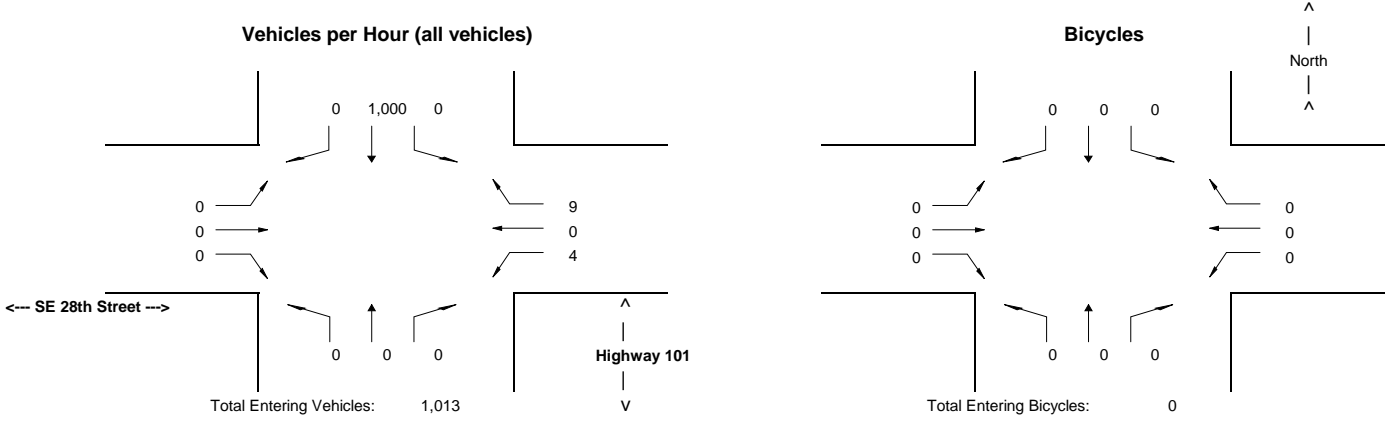 Vehicles per Hour (all vehicles)
0 1,000 0
0
0
0
9
0
4
<--- SE 28th Street --->
0 0 0
^
|
Highway 101
|
v
Total Entering Vehicles: 1,013
Bicycles
^
|
North
|
^
0 0 0
0
0
0
0
0
0
0 0 0
Total Entering Bicycles: 0